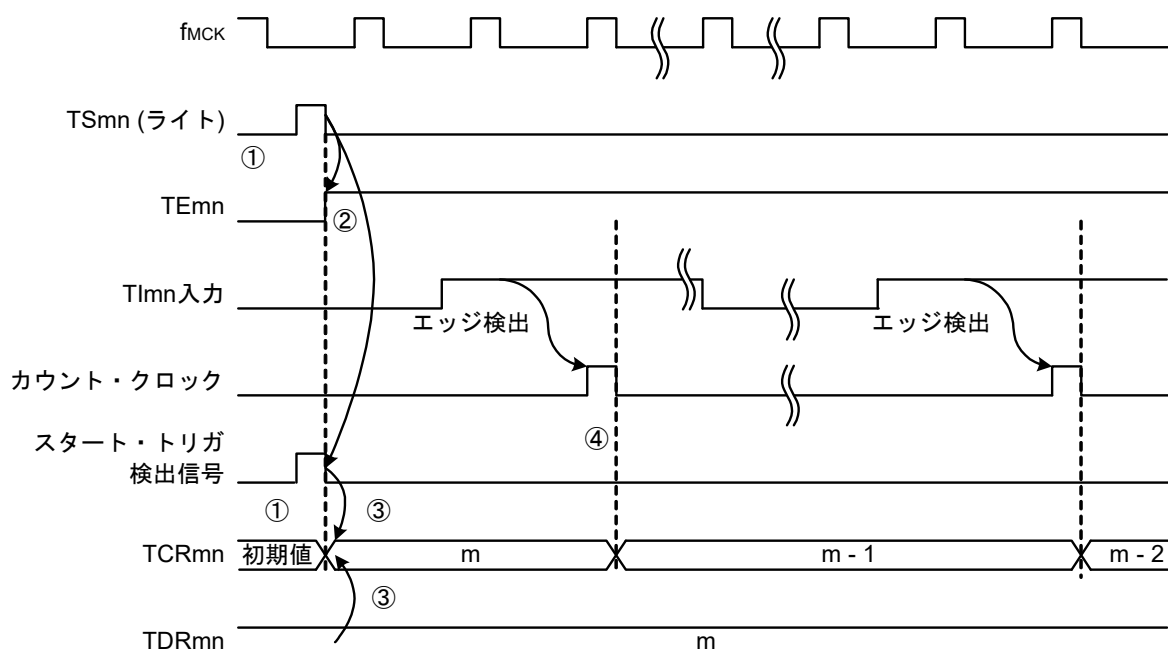 fMCK
TSmn (ライト)
①
TEmn
②
TImn入力
エッジ検出
エッジ検出
カウント・クロック
④
スタート・トリガ
検出信号
①
③
TCRmn
初期値
m
m - 1
m - 2
③
TDRmn
m